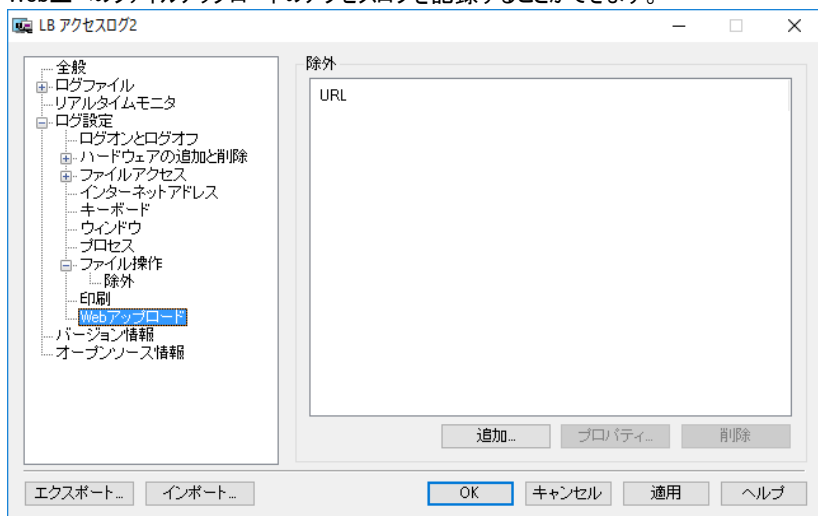 Web上へのファイルアップロードのアクセスログを記録することができます。
LB アクセスログ2
全般
ログファイル
リアルタイムモニタ
ログ設定
ログオンとログオフ
ハードウェアの追加と削除
ファイルアクセス
インターネットアドレス
キーボード
ウィンドウ
プロセス
ファイル操作
除外
印刷
Webアップロード
バージョン情報
オープンソース情報
除外
URL
追加...
プロパティ...
削除
エクスポート...
インポート...
OK
キャンセル
適用
ヘルプ